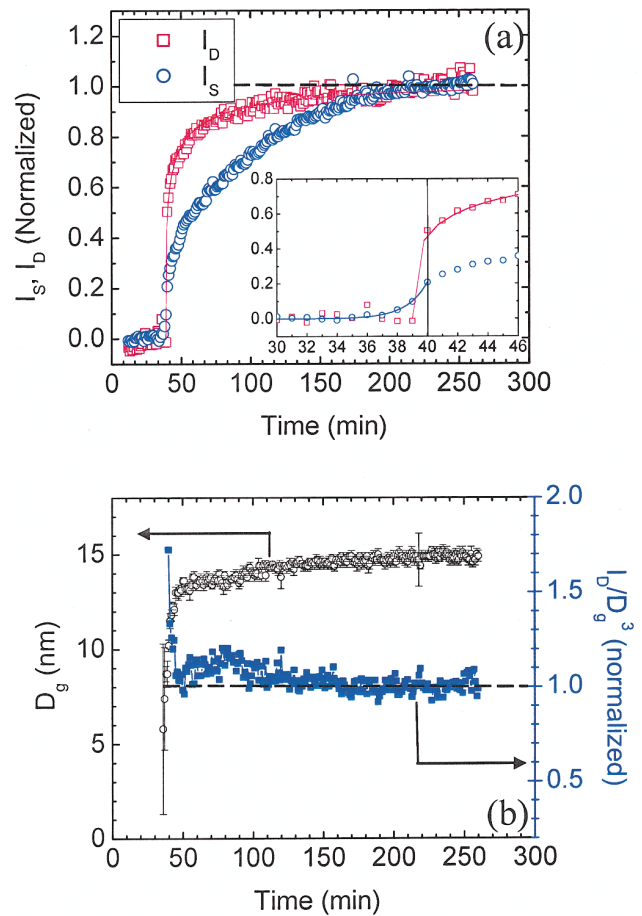 (a)
I_D
I_S
1.2
1.0
0.8
0.6
0.4
0.2
0.0
I_S, I_D (Normalized)
0.8
0.6
0.4
0.2
0.0
30 32 34 36 38 40 42 44 46
0 50 100 150 200 250 300
Time (min)
2.0
1.5
1.0
0.5
I_D/D_g^3 (normalized)
15
10
5
0
D_g (nm)
(b)
0 50 100 150 200 250 300
Time (min)